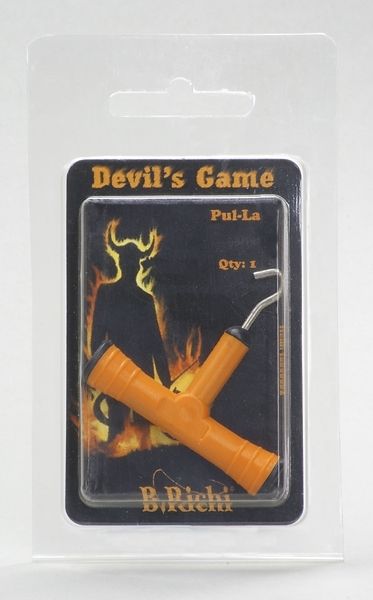 Devil's Game
Pul-La
Qty: 1
B.Richi